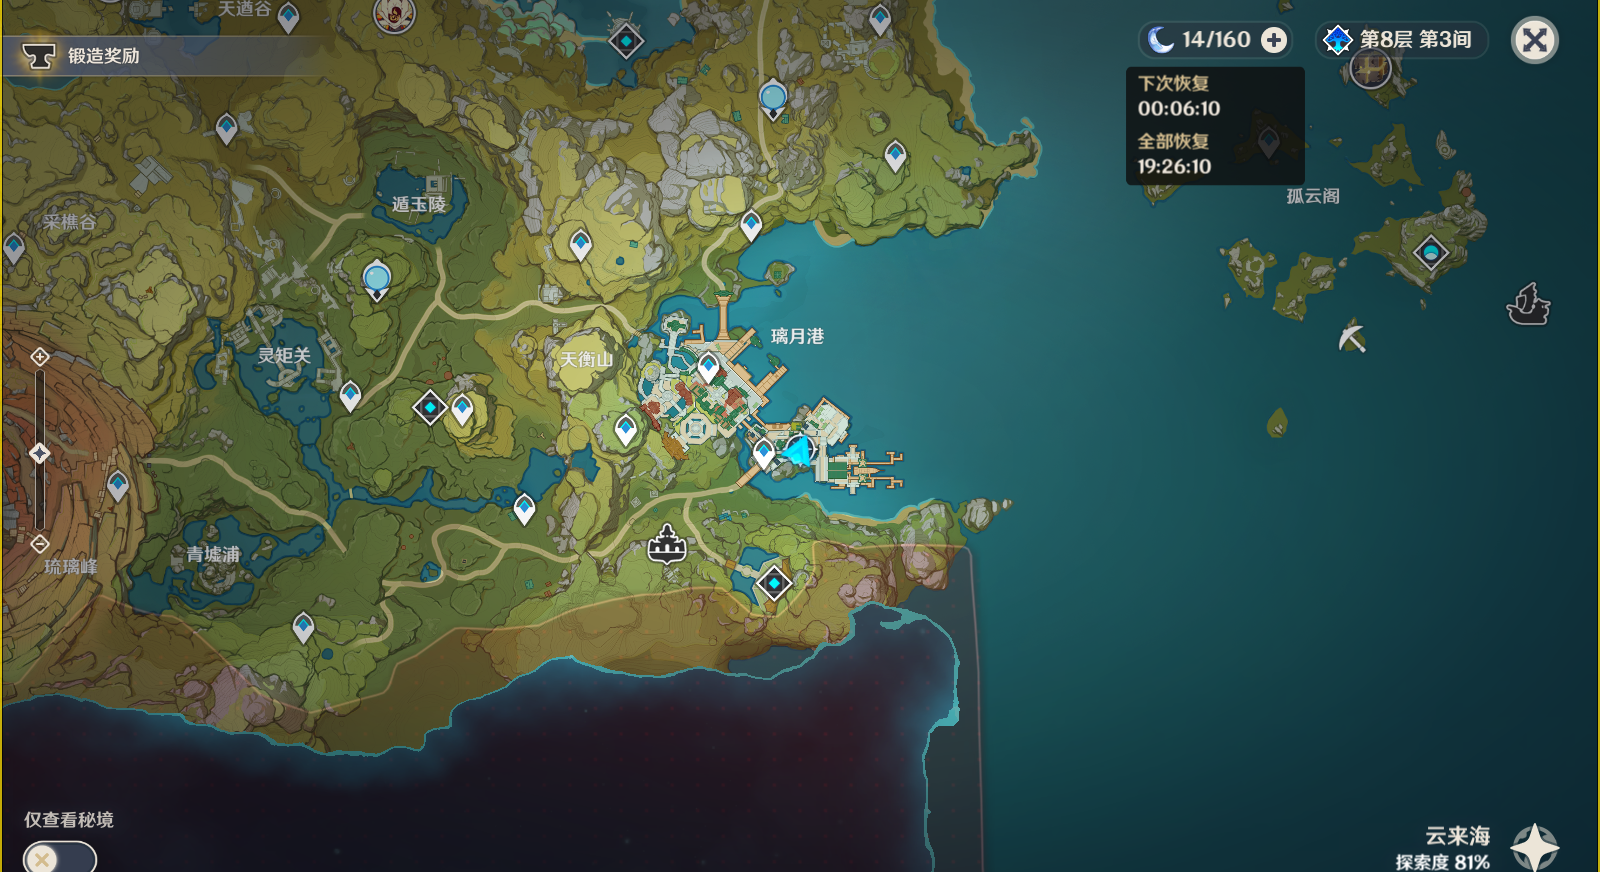 天遒谷
锻造奖励
14/160
第8层 第3间
下次恢复
00:06:10
全部恢复
19:26:10
孤云阁
遁玉陵
采樵谷
璃月港
灵矩关
天衡山
青墟浦
琉璃峰
仅查看秘境
云来海
探索度 81%